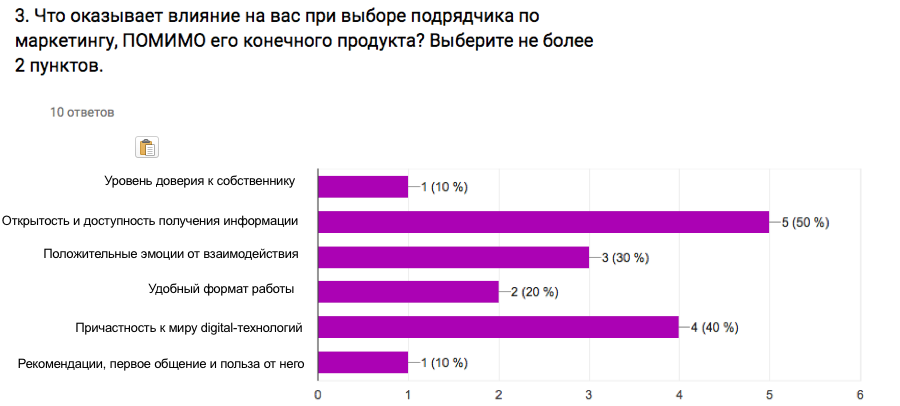 3. Что оказывает влияние на вас при выборе подрядчика по
маркетингу, ПОМИМО его конечного продукта? Выберите не более
2 пунктов.
10 ответов
Уровень доверия к собственнику
1 (10 %)
Открытость и доступность получения информации
5 (50 %)
Положительные эмоции от взаимодействия
3 (30 %)
Удобный формат работы
2 (20 %)
Причастность к миру digital-технологий
4 (40 %)
Рекомендации, первое общение и польза от него
1 (10 %)
0 1 2 3 4 5 6